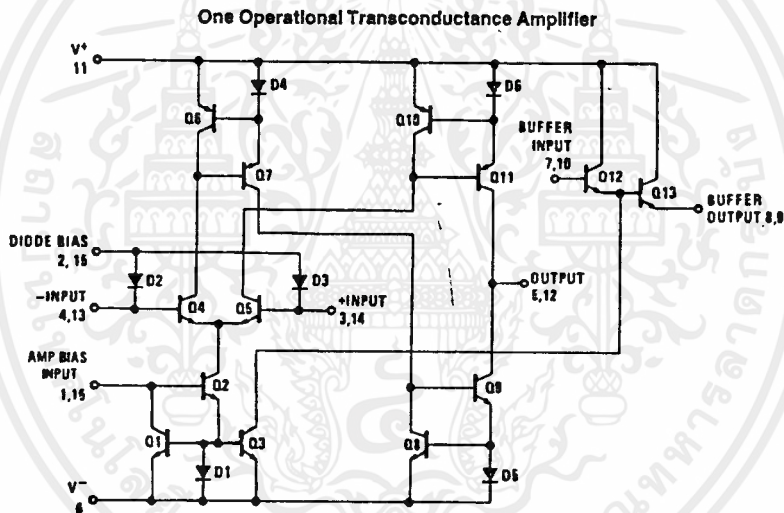 One Operational Transconductance Amplifier
V+
11
D4
D6
Q6
Q10
BUFFER
INPUT
7,10
Q7
Q11
Q12
Q13
BUFFER
OUTPUT 8,9
DIODE BIAS
2, 15
D2
D3
-INPUT
4,13
Q4
Q5
+INPUT
3,14
OUTPUT
5,12
AMP BIAS
INPUT
1,16
Q2
Q9
Q1
Q3
Q8
D1
D5
V-
6